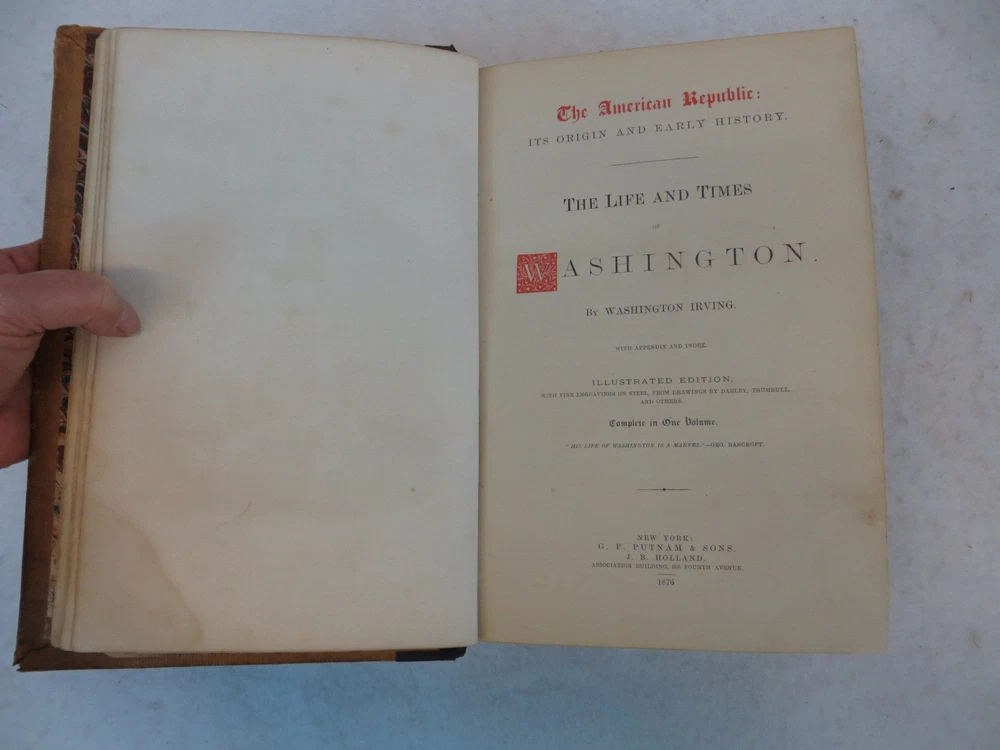 The American Republic:
ITS ORIGIN AND EARLY HISTORY.
THE LIFE AND TIMES
OF
WASHINGTON.
BY WASHINGTON IRVING.
WITH APPENDIX AND INDEX.
ILLUSTRATED EDITION,
WITH FINE ENGRAVINGS ON STEEL, FROM DRAWINGS BY DARLEY, TRUMBULL,
AND OTHERS.
Complete in One Volume.
"HIS LIFE OF WASHINGTON IS A MARVEL."—GEO. BANCROFT.
NEW YORK:
G. P. PUTNAM & SONS.
J. B. HOLLAND,
ASSOCIATION BUILDING, FOURTH AVENUE.
1876